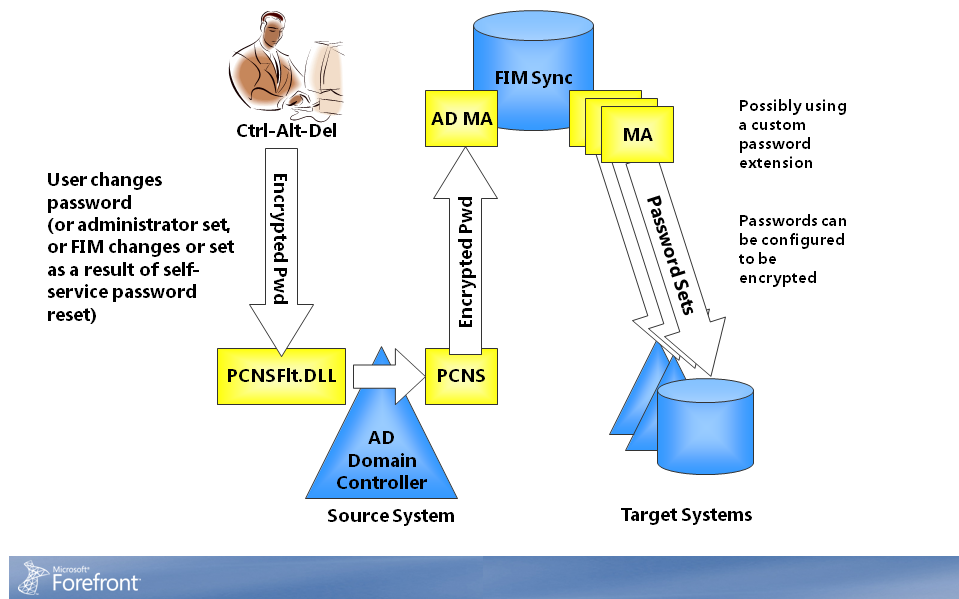 Ctrl-Alt-Del
User changes
password
(or administrator set,
or FIM changes or set
as a result of self-
service password
reset)
Encrypted Pwd
PCNSFlt.DLL
AD
Domain
Controller
Source System
PCNS
Encrypted Pwd
AD MA
FIM Sync
MA
Password Sets
Possibly using
a custom
password
extension
Passwords can
be configured
to be
encrypted
Target Systems
Microsoft®
Forefront™